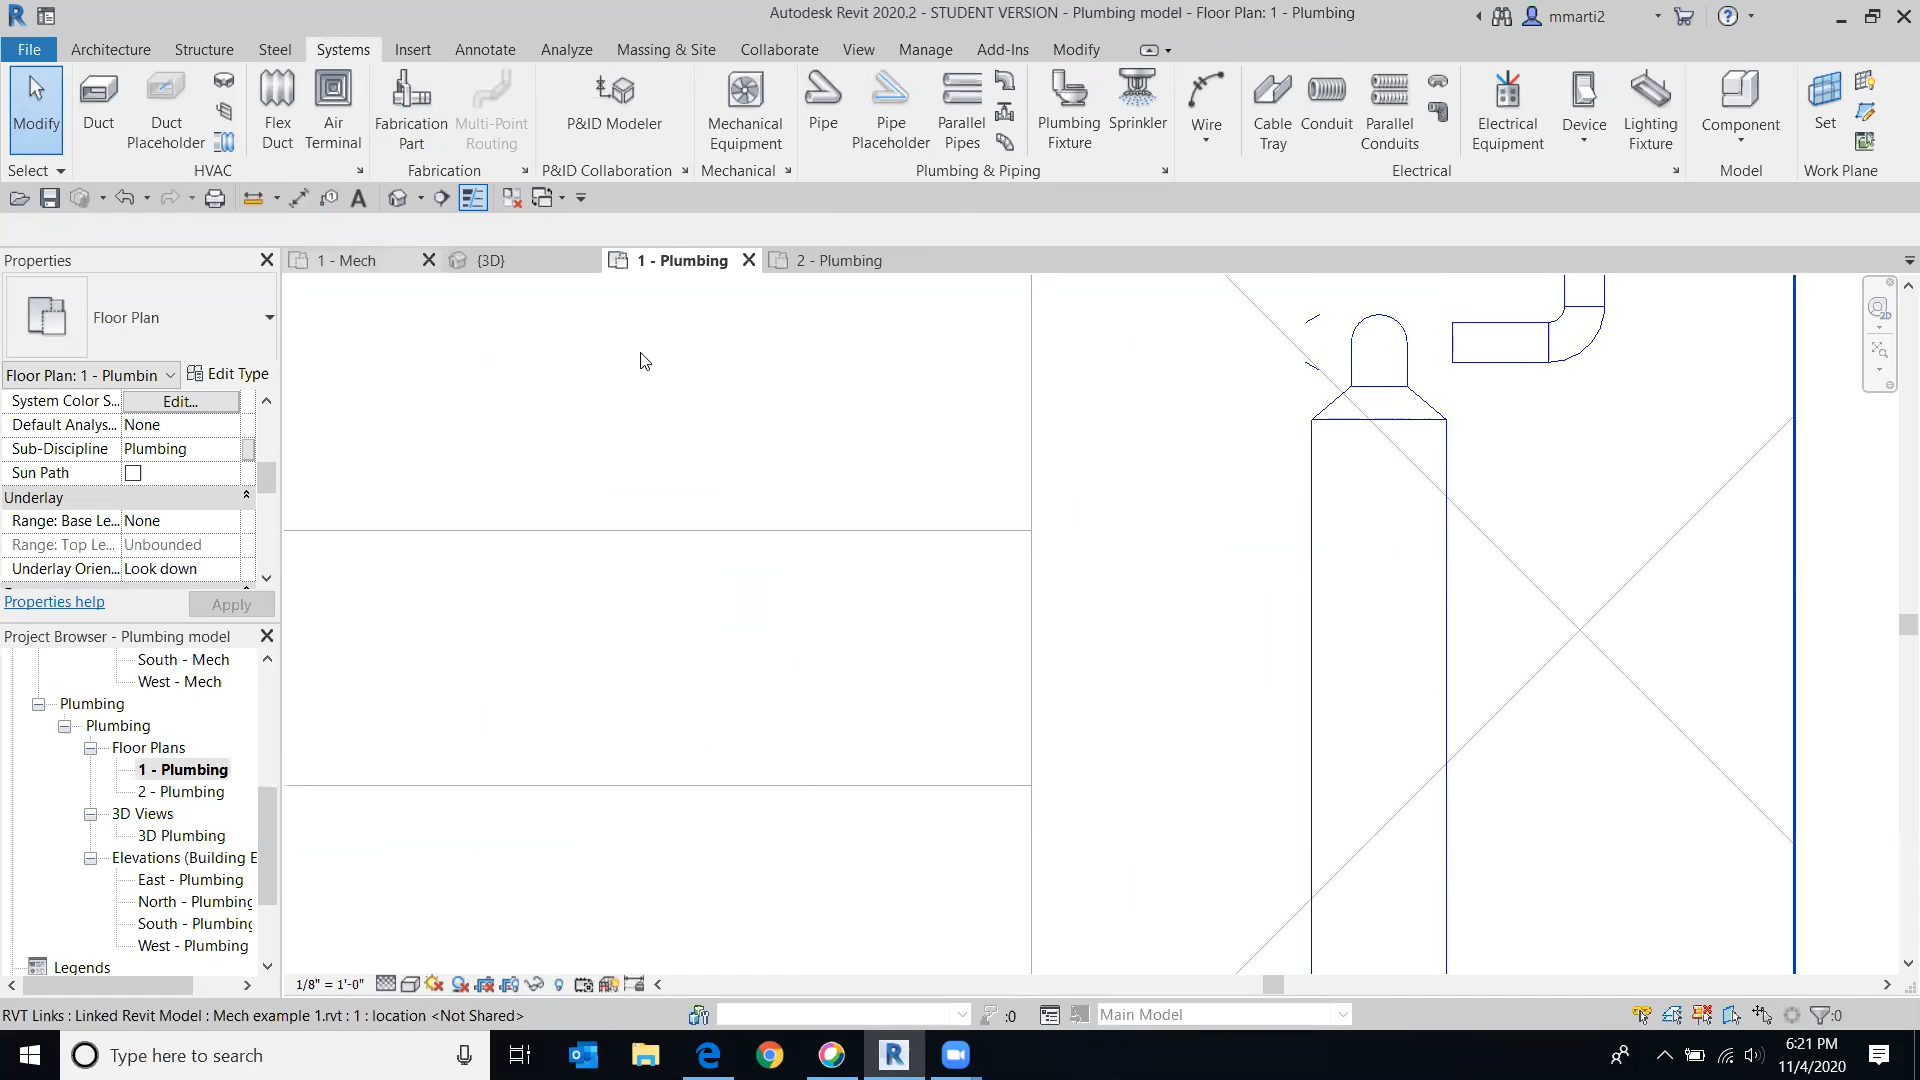 Autodesk Revit 2020.2 - STUDENT VERSION - Plumbing model - Floor Plan: 1 - Plumbing
mmarti2
File Architecture Structure Steel Systems Insert Annotate Analyze Massing & Site Collaborate View Manage Add-Ins Modify
Modify
Duct
Duct Placeholder
Flex Duct
Air Terminal
Fabrication Part
Multi-Point Routing
P&ID Modeler
Mechanical Equipment
Pipe
Pipe Placeholder
Parallel Pipes
Plumbing Fixture
Sprinkler
Wire
Cable Tray
Conduit
Parallel Conduits
Electrical Equipment
Device
Lighting Fixture
Component
Set
Select HVAC Fabrication P&ID Collaboration Mechanical Plumbing & Piping Electrical Model Work Plane
A
Properties
1 - Mech {3D} 1 - Plumbing 2 - Plumbing
2D
Floor Plan
Floor Plan: 1 - Plumbin Edit Type
System Color S... Edit...
Default Analys... None
Sub-Discipline Plumbing
Sun Path
Underlay
Range: Base Le... None
Range: Top Le... Unbounded
Underlay Orien... Look down
Properties help Apply
Project Browser - Plumbing model
South - Mech
West - Mech
Plumbing
Plumbing
Floor Plans
1 - Plumbing
2 - Plumbing
3D Views
3D Plumbing
Elevations (Building E
East - Plumbing
North - Plumbing
South - Plumbing
West - Plumbing
Legends
1/8" = 1'-0"
RVT Links : Linked Revit Model : Mech example 1.rvt : 1 : location <Not Shared>
:0
Main Model
:0
Type here to search
6:21 PM
11/4/2020